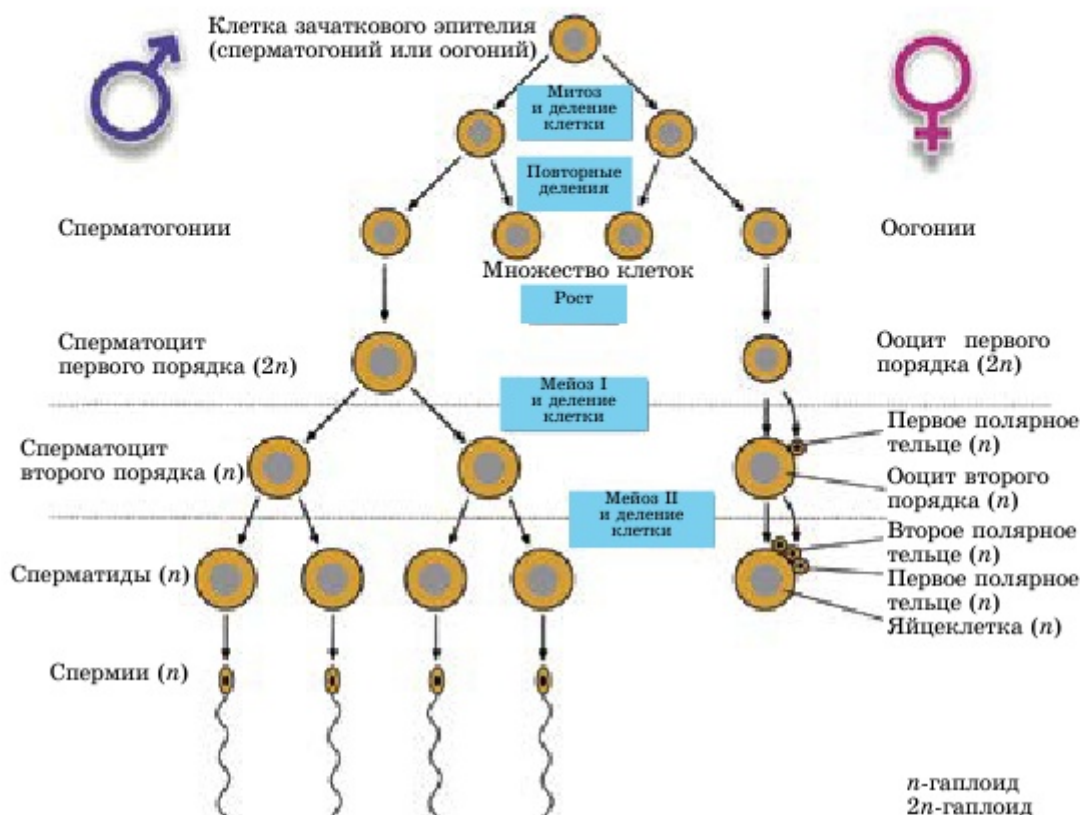 Клетка зачаткового эпителия
(сперматогоний или оогоний)
Митоз
и деление
клетки
Повторные
деления
Сперматогонии
Оогонии
Множество клеток
Рост
Сперматоцит
первого порядка (2n)
Ооцит первого
порядка (2n)
Мейоз I
и деление
клетки
Первое полярное
тельце (n)
Сперматоцит
второго порядка (n)
Ооцит второго
порядка (n)
Мейоз II
и деление
клетки
Второе полярное
тельце (n)
Сперматиды (n)
Первое полярное
тельце (n)
Яйцеклетка (n)
Спермии (n)
n-гаплоид
2n-гаплоид